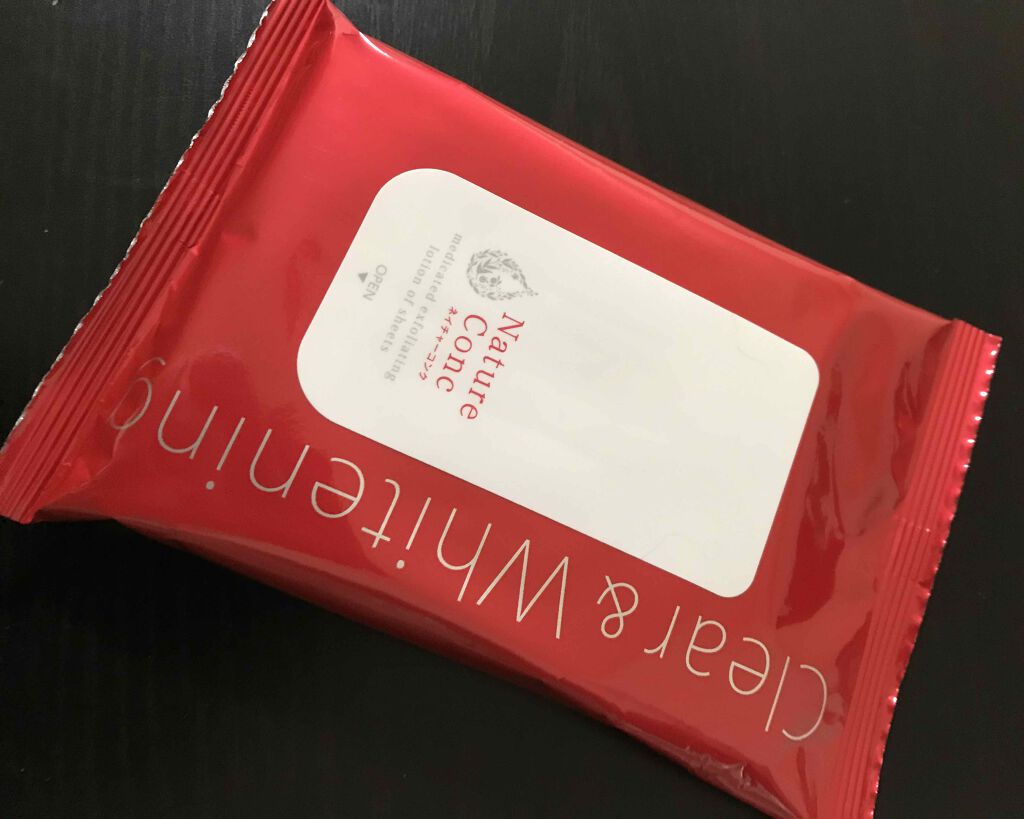 Nature
Conc
ネイチャーコンク
medicated exfoliating
lotion of sheets
OPEN
Clear & Whitening